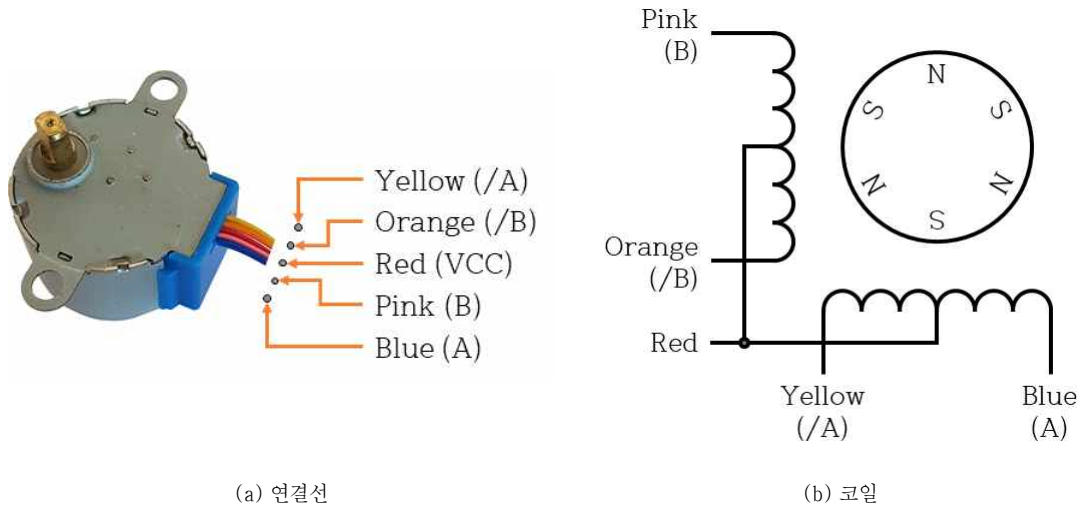 Yellow (/A)
Orange (/B)
Red (VCC)
Pink (B)
Blue (A)
(a) 연결선
Pink
(B)
Orange
(/B)
Red
Yellow
(/A)
Blue
(A)
N
S
S
N
N
S
(b) 코일